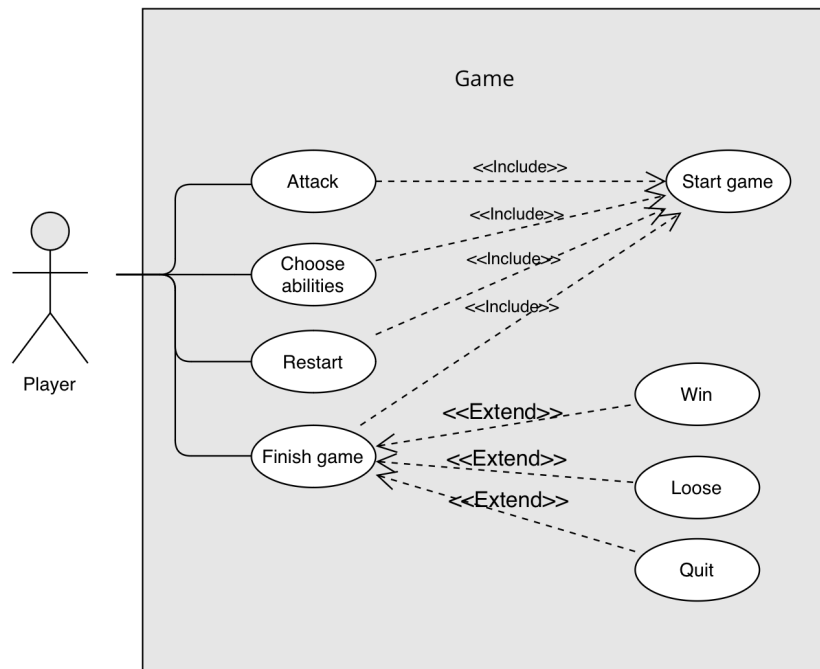 Game
Attack
<<Include>>
Start game
<<Include>>
Choose
abilities
<<Include>>
<<Include>>
Restart
Player
Win
<<Extend>>
Finish game
<<Extend>>
Loose
<<Extend>>
Quit